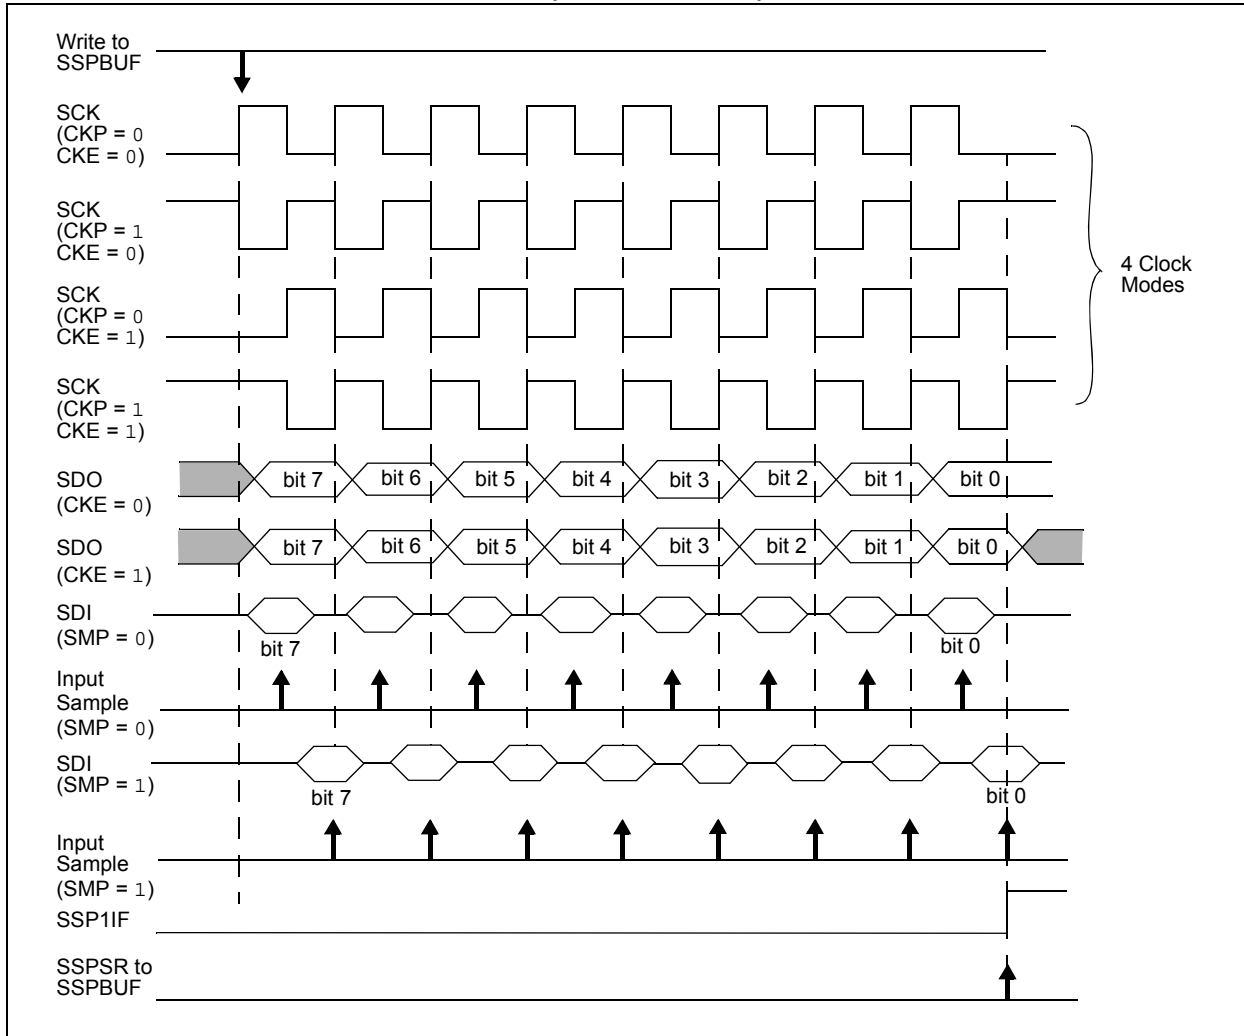 Write to
SSPBUF
SCK
(CKP = 0
CKE = 0)
SCK
(CKP = 1
CKE = 0)
4 Clock
Modes
SCK
(CKP = 0
CKE = 1)
SCK
(CKP = 1
CKE = 1)
SDO
(CKE = 0)
bit 7 bit 6 bit 5 bit 4 bit 3 bit 2 bit 1 bit 0
SDO
(CKE = 1)
bit 7 bit 6 bit 5 bit 4 bit 3 bit 2 bit 1 bit 0
SDI
(SMP = 0)
bit 7 bit 0
Input
Sample
(SMP = 0)
SDI
(SMP = 1)
bit 7 bit 0
Input
Sample
(SMP = 1)
SSP1IF
SSPSR to
SSPBUF